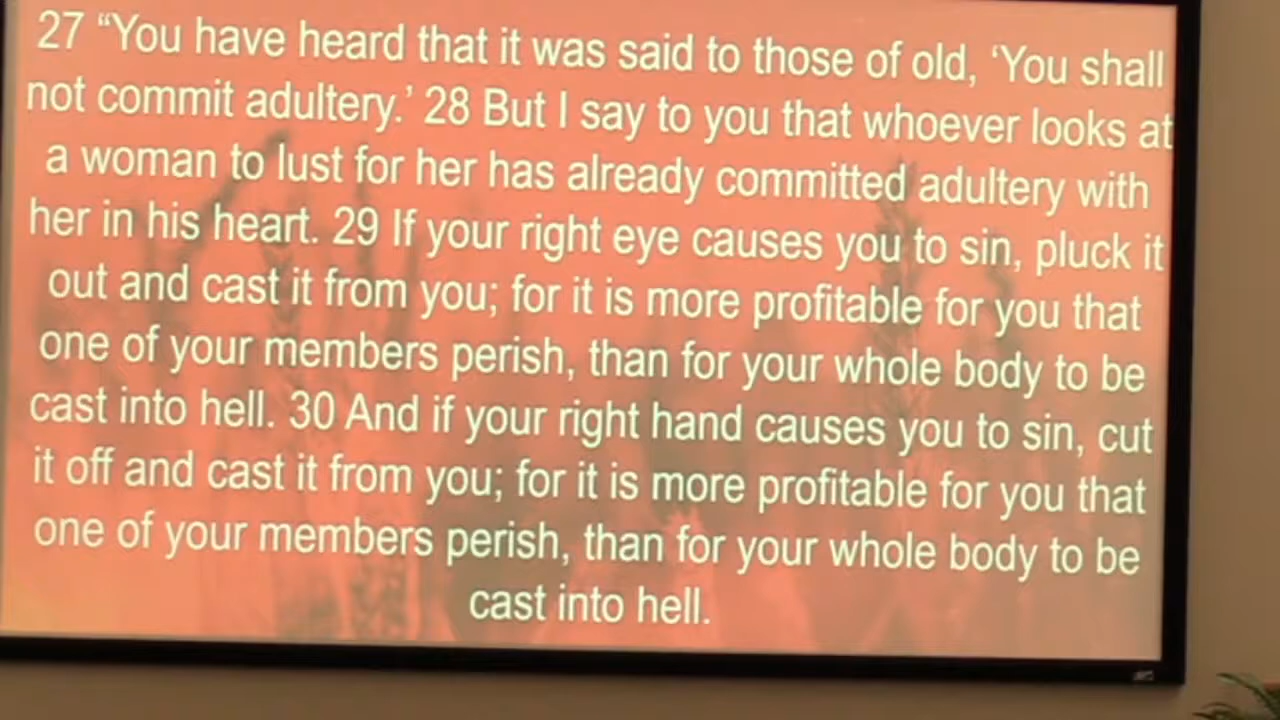 27 “You have heard that it was said to those of old, ‘You shall
not commit adultery.’ 28 But I say to you that whoever looks at
a woman to lust for her has already committed adultery with
her in his heart. 29 If your right eye causes you to sin, pluck it
out and cast it from you; for it is more profitable for you that
one of your members perish, than for your whole body to be
cast into hell. 30 And if your right hand causes you to sin, cut
it off and cast it from you; for it is more profitable for you that
one of your members perish, than for your whole body to be
cast into hell.